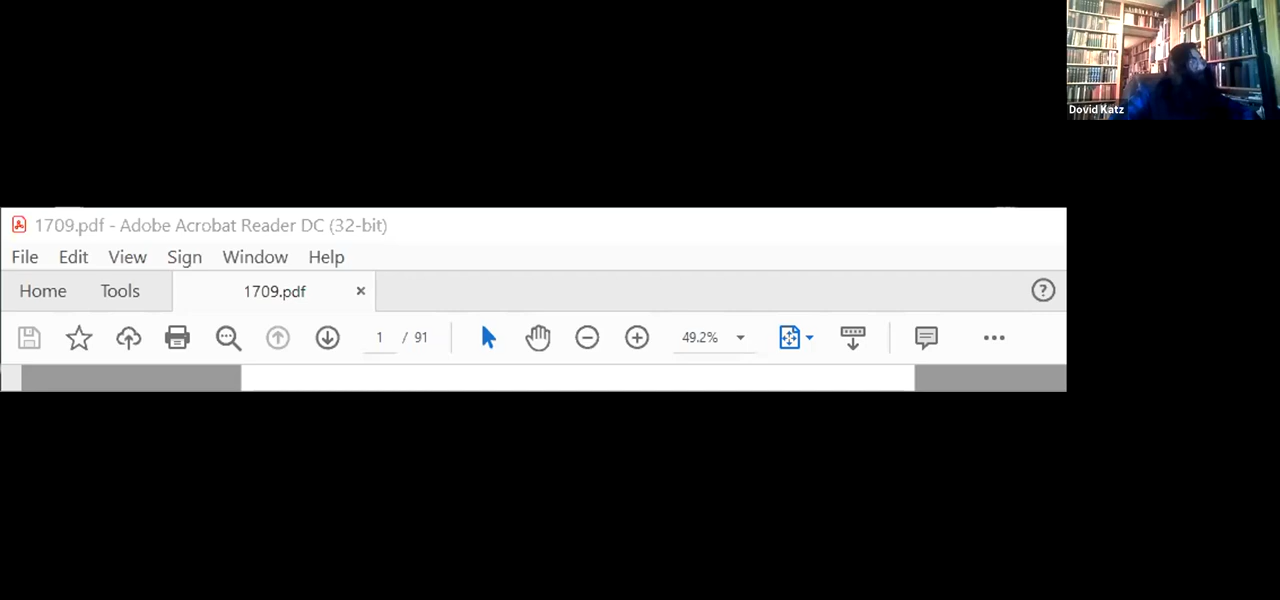 Dovid Katz
1709.pdf - Adobe Acrobat Reader DC (32-bit)
File Edit View Sign Window Help
Home Tools 1709.pdf × ?
1 / 91 49.2%